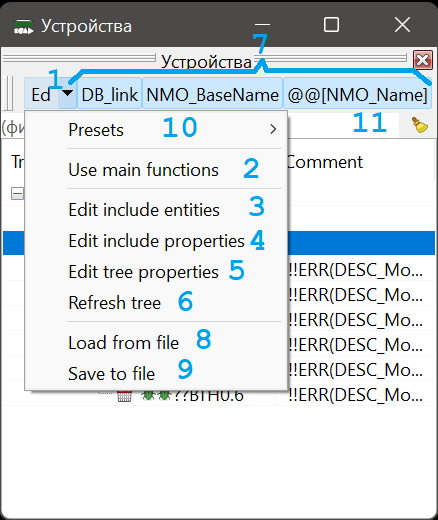 Устройства
Устройства 7
1 Ed DB_link NMO_BaseName @@[NMO_Name]
(фи 11
Presets 10
Tr Comment
Use main functions 2
Edit include entities 3
Edit include properties 4
Edit tree properties 5
!!ERR(DESC_Mo...
Refresh tree 6
!!ERR(DESC_Mo...
!!ERR(DESC_Mo...
Load from file 8
!!ERR(DESC_Mo...
Save to file 9
!!ERR(DESC_Mo...
??BTH0.6 !!ERR(DESC_Mo...